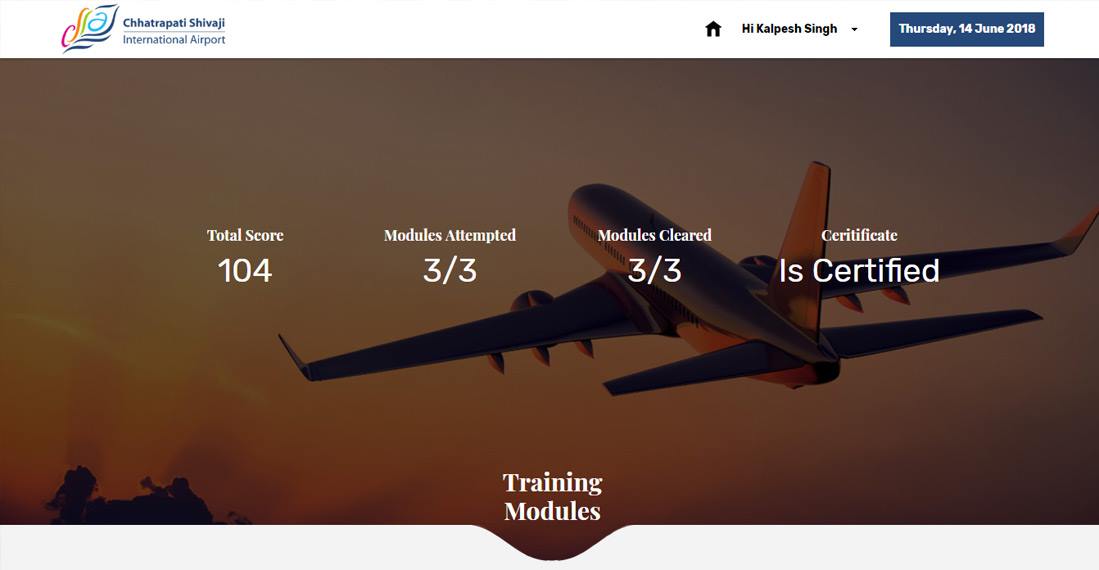 Chhatrapati Shivaji
International Airport
Hi Kalpesh Singh
Thursday, 14 June 2018
Total Score
104
Modules Attempted
3/3
Modules Cleared
3/3
Ceritificate
Is Certified
Training
Modules